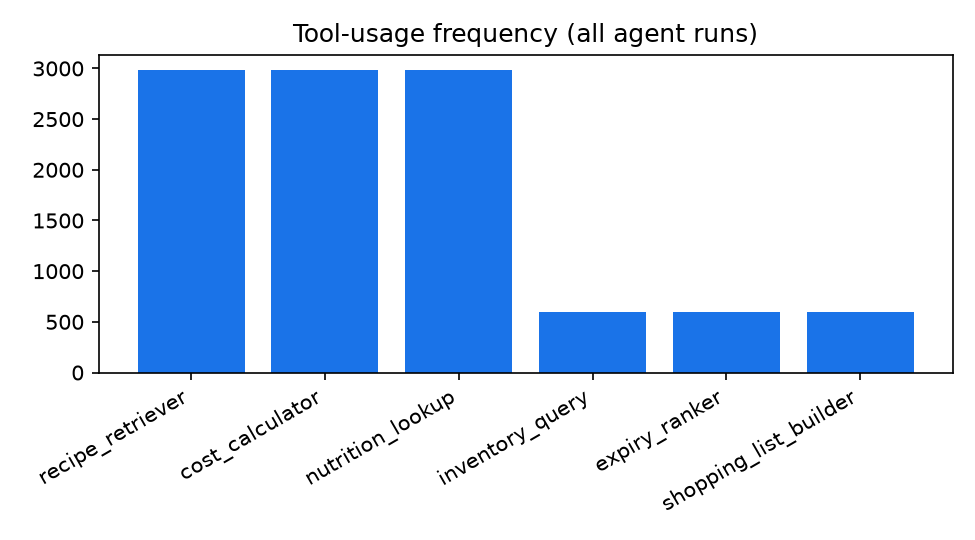 Tool-usage frequency (all agent runs)
3000
2500
2000
1500
1000
500
0
recipe_retriever
cost_calculator
nutrition_lookup
inventory_query
expiry_ranker
shopping_list_builder